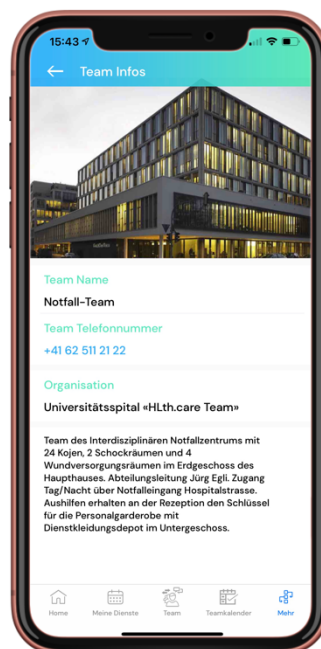 15:43
Team Infos
Team Name
Notfall-Team
Team Telefonnummer
+41 62 511 21 22
Organisation
Universitätsspital «HLth.care Team»
Team des Interdisziplinären Notfallzentrums mit
24 Kojen, 2 Schockräumen und 4
Wundversorgungsräumen im Erdgeschoss des
Haupthauses. Abteilungsleitung Jürg Egli. Zugang
Tag/Nacht über Notfalleingang Hospitalstrasse.
Aushilfen erhalten an der Rezeption den Schlüssel
für die Personalgarderobe mit
Dienstkleidungsdepot im Untergeschoss.
Home Meine Dienste Team Teamkalender Mehr